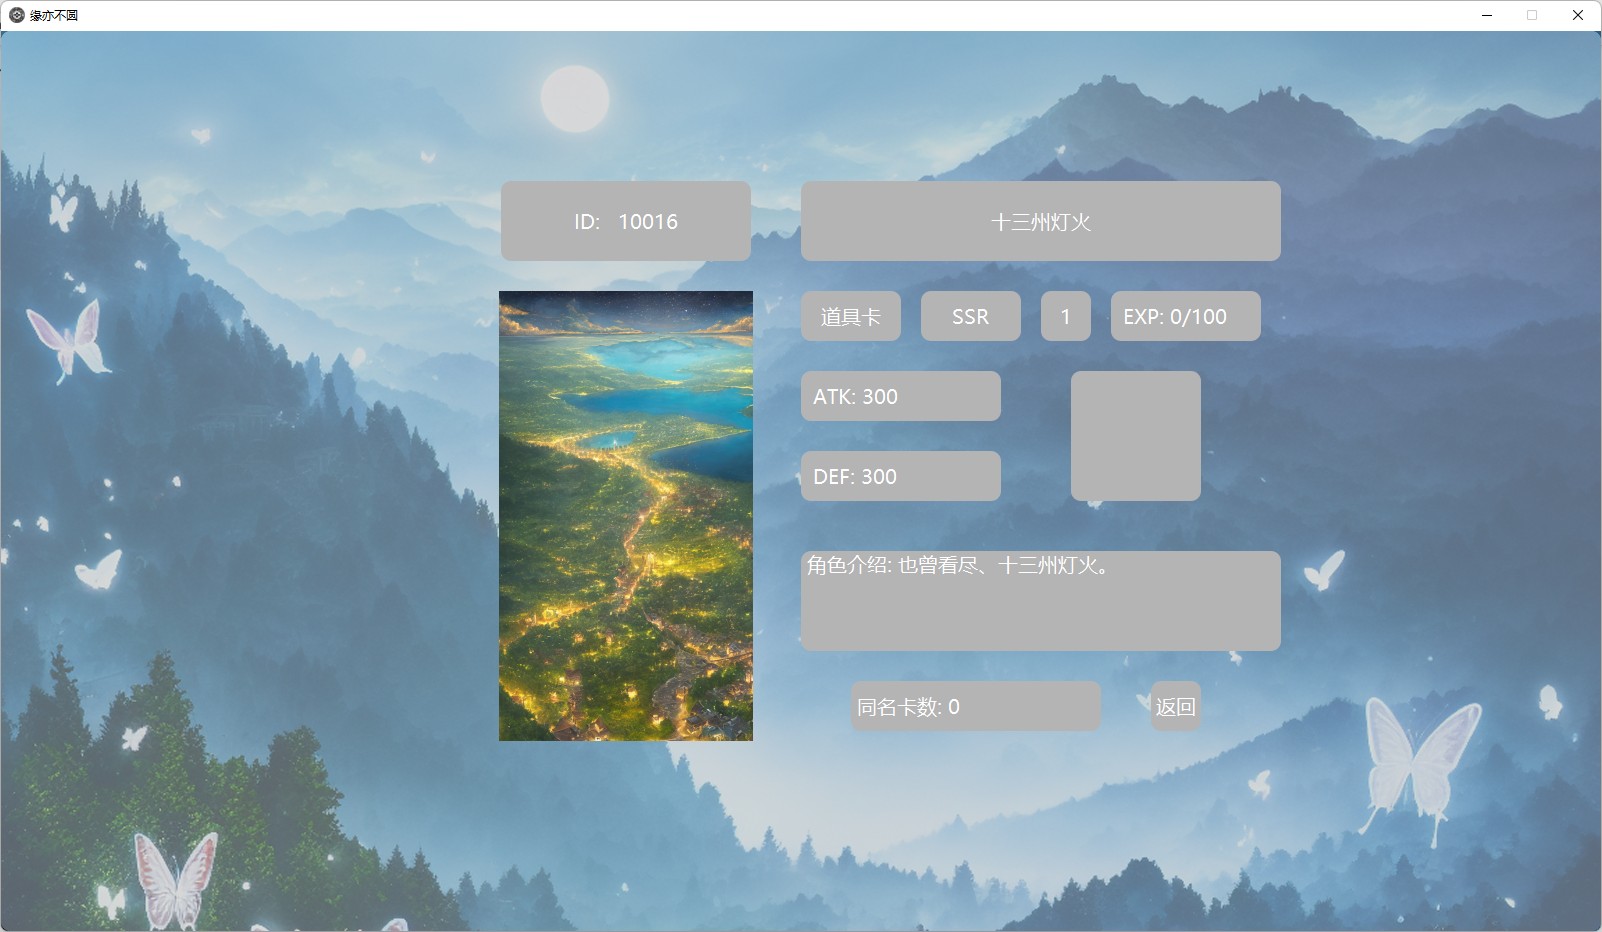 缘亦不圆
ID: 10016
十三州灯火
道具卡
SSR
1
EXP: 0/100
ATK: 300
DEF: 300
角色介绍: 也曾看尽、十三州灯火。
同名卡数: 0
返回